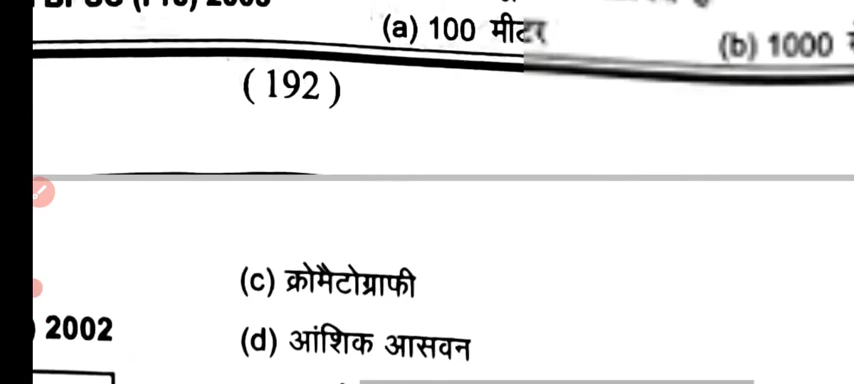 (a) 100 मीटर
(b) 1000
( 192 )
(c) क्रोमैटोग्राफी
2002
(d) आंशिक आसवन